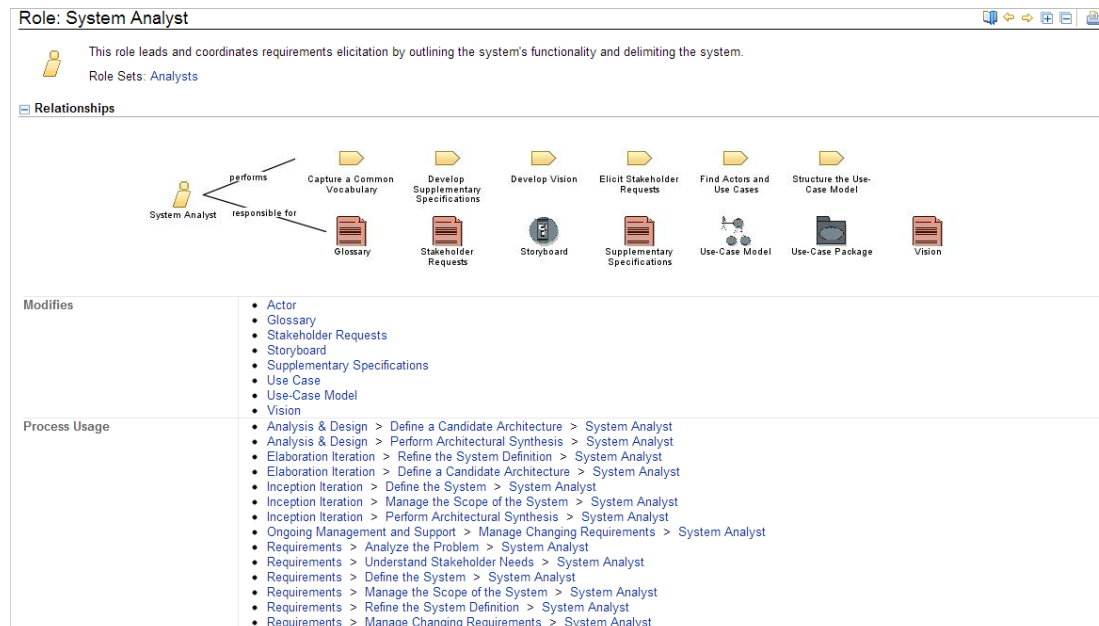 Role: System Analyst
This role leads and coordinates requirements elicitation by outlining the system's functionality and delimiting the system.
Role Sets: Analysts
Relationships
performs
Capture a Common
Vocabulary
Develop
Supplementary
Specifications
Develop Vision
Elicit Stakeholder
Requests
Find Actors and
Use Cases
Structure the Use-
Case Model
System Analyst
responsible for
Glossary
Stakeholder
Requests
Storyboard
Supplementary
Specifications
Use-Case Model
Use-Case Package
Vision
Modifies
• Actor
• Glossary
• Stakeholder Requests
• Storyboard
• Supplementary Specifications
• Use Case
• Use-Case Model
• Vision
Process Usage
• Analysis & Design > Define a Candidate Architecture > System Analyst
• Analysis & Design > Perform Architectural Synthesis > System Analyst
• Elaboration Iteration > Refine the System Definition > System Analyst
• Elaboration Iteration > Define a Candidate Architecture > System Analyst
• Inception Iteration > Define the System > System Analyst
• Inception Iteration > Manage the Scope of the System > System Analyst
• Inception Iteration > Perform Architectural Synthesis > System Analyst
• Ongoing Management and Support > Manage Changing Requirements > System Analyst
• Requirements > Analyze the Problem > System Analyst
• Requirements > Understand Stakeholder Needs > System Analyst
• Requirements > Define the System > System Analyst
• Requirements > Manage the Scope of the System > System Analyst
• Requirements > Refine the System Definition > System Analyst
• Requirements > Manage Changing Requirements > System Analyst